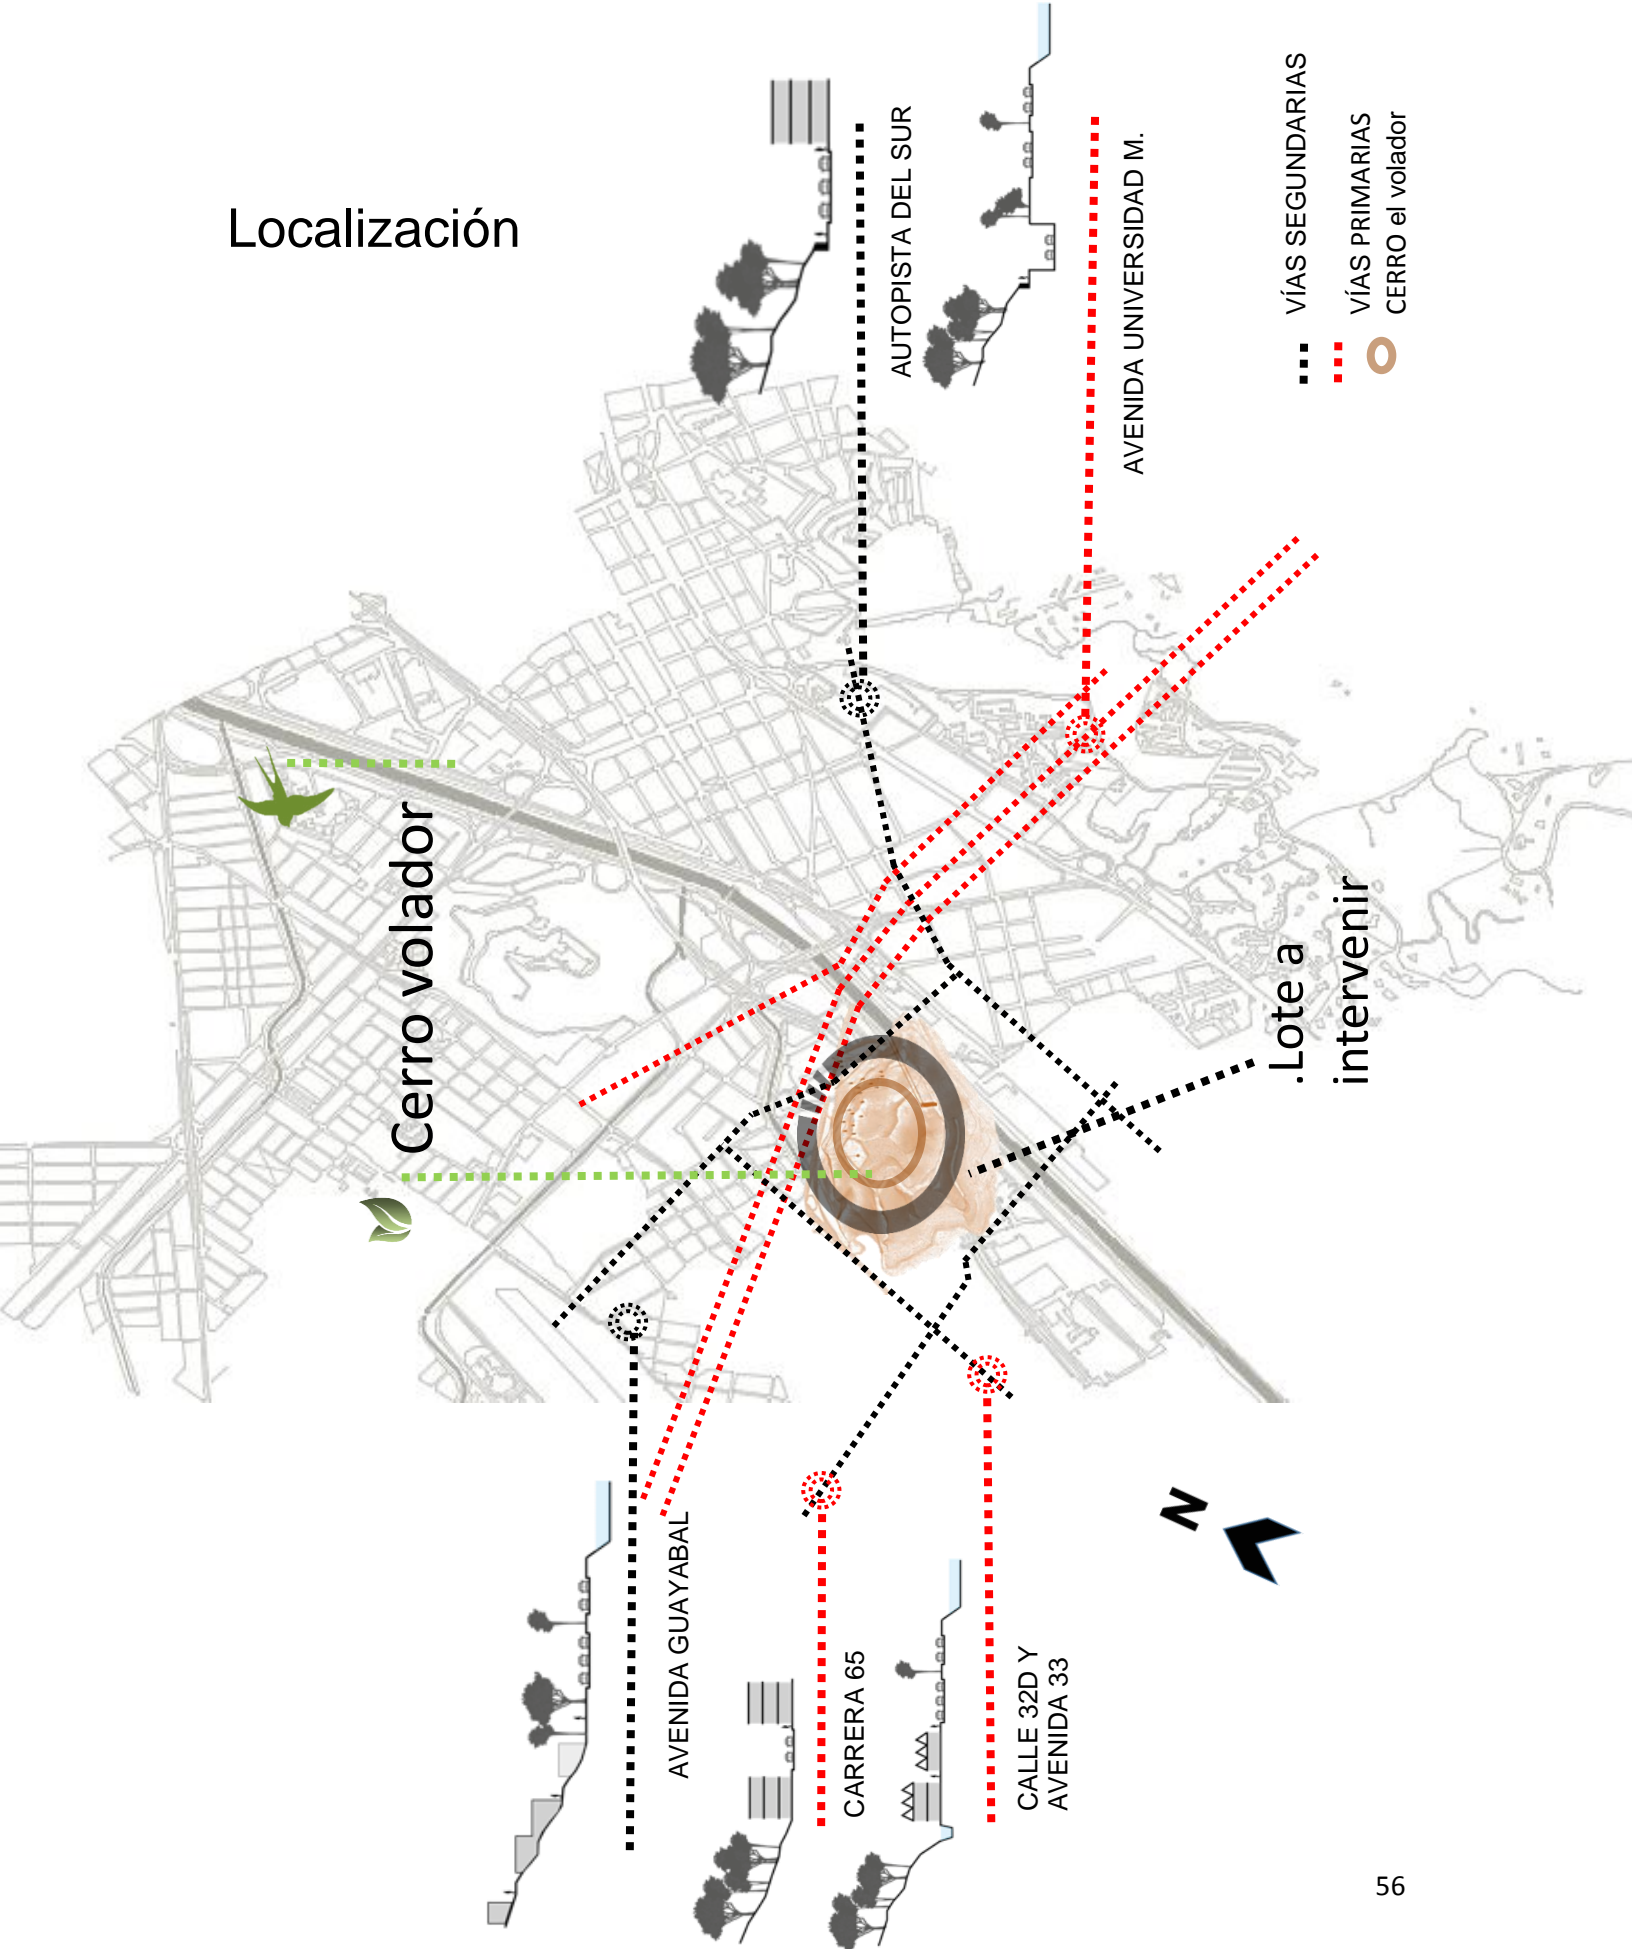 Localización
AUTOPISTA DEL SUR
AVENIDA UNIVERSIDAD M.
VÍAS SEGUNDARIAS
VÍAS PRIMARIAS
CERRO el volador
Cerro volador
.Lote a
intervenir
N
AVENIDA GUAYABAL
CARRERA 65
CALLE 32D Y
AVENIDA 33
56